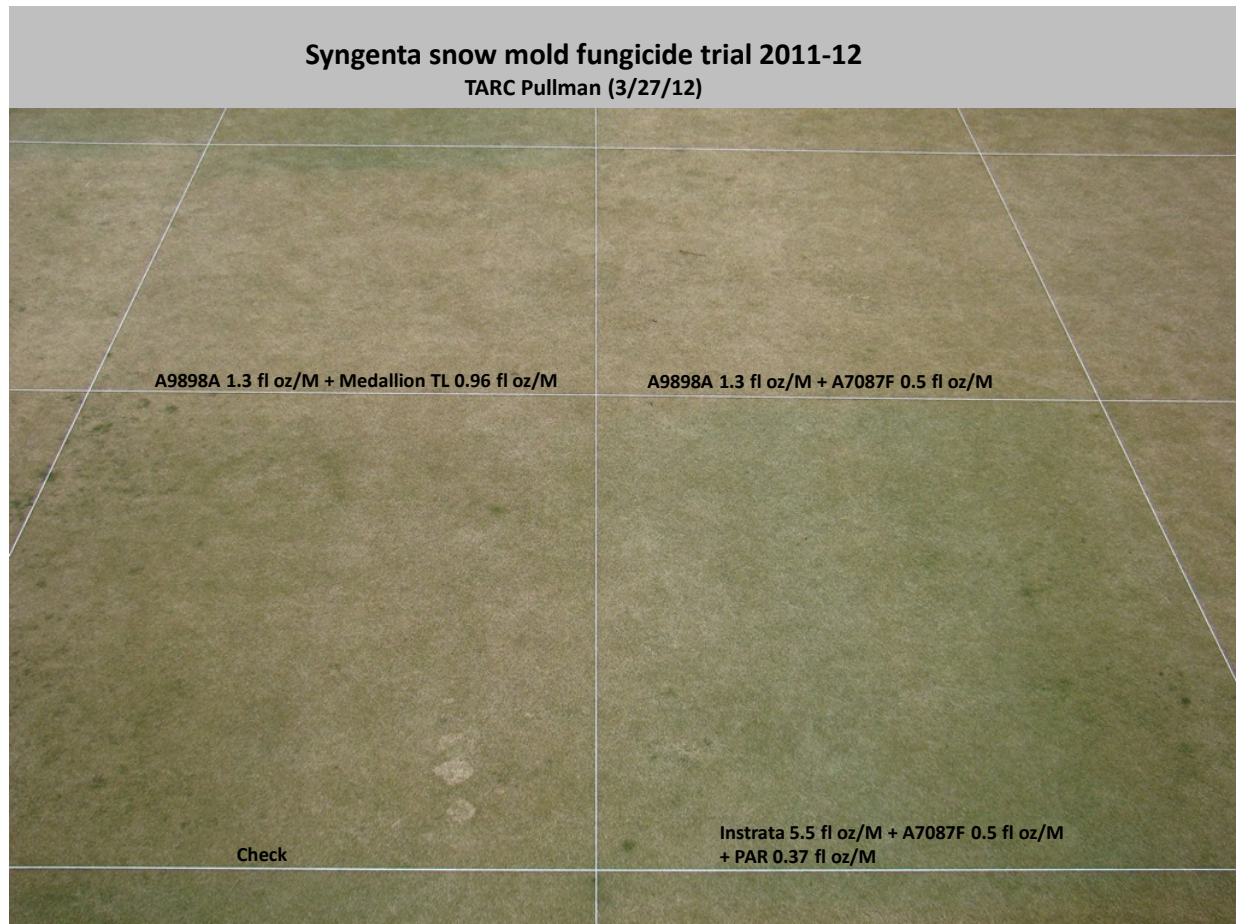 Syngenta snow mold fungicide trial 2011-12
TARC Pullman (3/27/12)
A9898A 1.3 fl oz/M + Medallion TL 0.96 fl oz/M
A9898A 1.3 fl oz/M + A7087F 0.5 fl oz/M
Check
Instrata 5.5 fl oz/M + A7087F 0.5 fl oz/M
+ PAR 0.37 fl oz/M